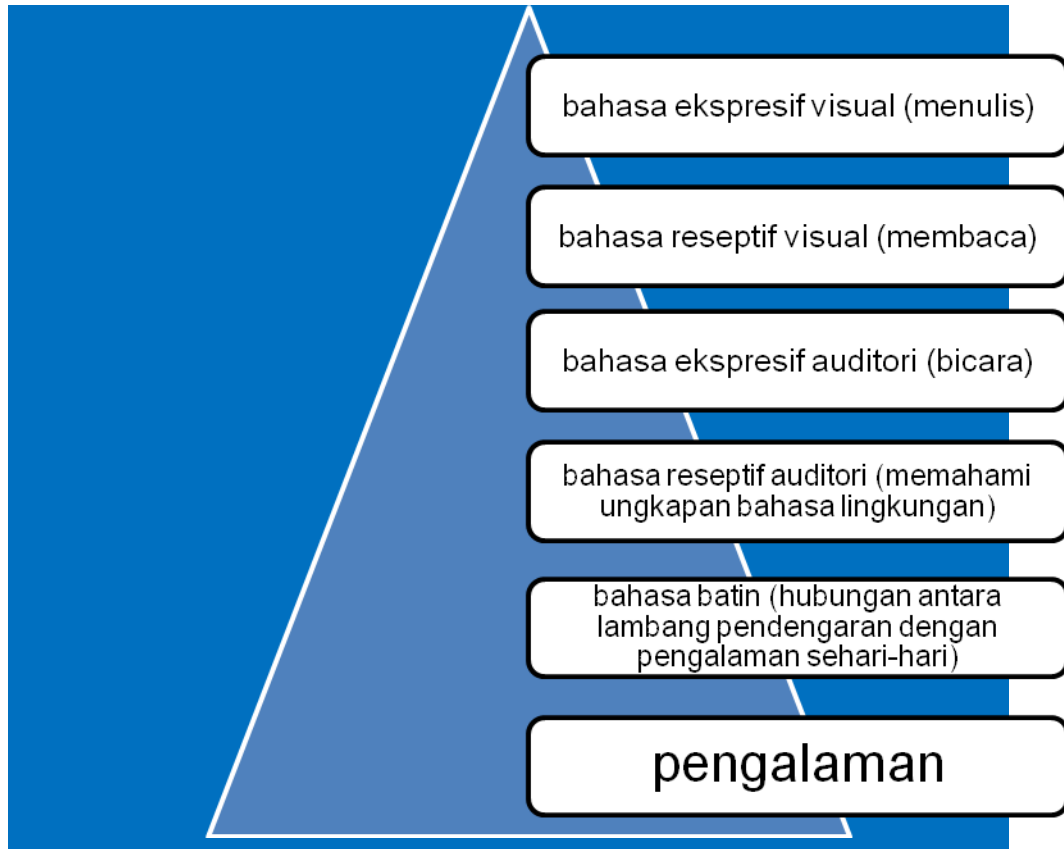 bahasa ekspresif visual (menulis)
bahasa reseptif visual (membaca)
bahasa ekspresif auditori (bicara)
bahasa reseptif auditori (memahami
ungkapan bahasa lingkungan)
bahasa batin (hubungan antara
lambang pendengaran dengan
pengalaman sehari-hari)
pengalaman